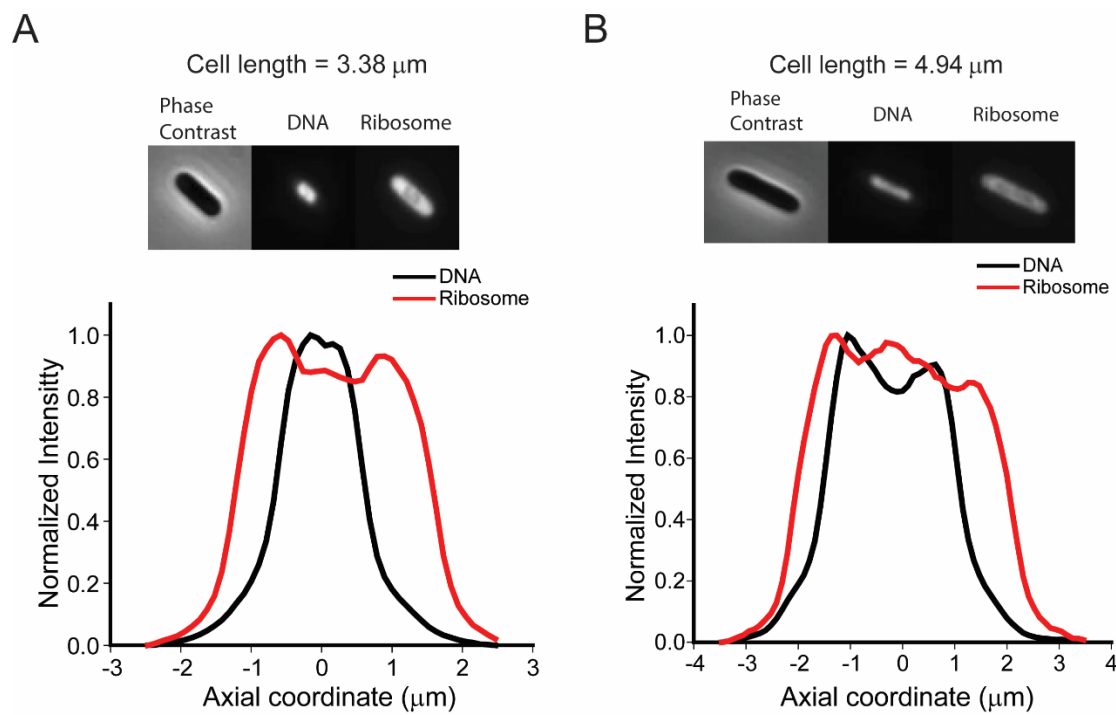 A
Cell length = 3.38 μm
Phase
Contrast
DNA
Ribosome
DNA
Ribosome
1.0
0.8
0.6
0.4
0.2
0.0
Normalized Intensitty
-3
-2
-1
0
1
2
3
Axial coordinate (μm)
B
Cell length = 4.94 μm
Phase
Contrast
DNA
Ribosome
DNA
Ribosome
1.0
0.8
0.6
0.4
0.2
0.0
Normalized Intensity
-4
-3
-2
-1
0
1
2
3
4
Axial coordinate (μm)